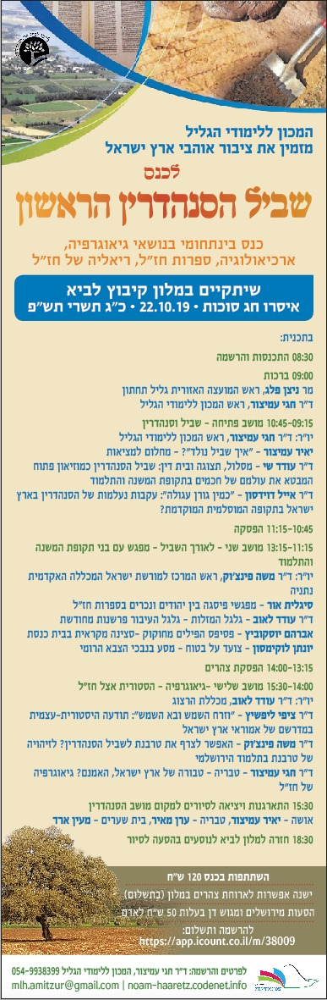 המכון ללימודי הגליל
מזמין את ציבור אוהבי ארץ ישראל
לכנס
שביל הסנהדרין הראשון
כנס בינתחומי בנושאי גיאוגרפיה,
ארכיאולוגיה, ספרות חז"ל, ריאליה של חז"ל
שיתקיים במלון קיבוץ לביא
איסרו חג סוכות • 22.10.19 • כ"ג תשרי תש"פ
בתכנית:
08:30 התכנסות והרשמה
09:00 ברכות
מר ניצן פלג, ראש המועצה האזורית גליל תחתון
ד"ר חגי עמיצור, ראש המכון ללימודי הגליל
10:45-09:15 מושב פתיחה - שביל וסנהדרין
יו"ר: ד"ר חגי עמיצור, ראש המכון ללימודי הגליל
יאיר עמיצור - "איך שביל נולד"? - מחלום למציאות
ד"ר עודד שי - מסלול, תצוגה ובית דין: שביל הסנהדרין כמוזיאון פתוח
המבטא את עולמם של חכמים בתקופת המשנה והתלמוד
ד"ר אייל דוידסון - "כמין גורן עגולה": עקבות נעלמות של הסנהדרין בארץ
ישראל בתקופה המוסלמית המוקדמת?
11:15-10:45 הפסקה
13:15-11:15 מושב שני - לאורך השביל - מפגש עם בני תקופת המשנה
והתלמוד
יו"ר: ד"ר משה פינצ'וק, ראש המרכז למורשת ישראל המכללה האקדמית
נתניה
סיגלית אור - מפגשי פיסגה בין יהודים ונכרים בספרות חז"ל
ד"ר עודד לאוב - גלגל המזלות - גלגל העיבור פרשנות מחודשת
אברהם יוסקוביץ - פסיפס הפילים מחוקוק -סצינה מקראית בבית כנסת
יונתן לוקימסון - צועד על בטוח - מסע בנבכי הצבא הרומי
14:00-13:15 הפסקת צהרים
15:30-14:00 מושב שלישי -גיאוגרפיה - הסטורית אצל חז"ל
יו"ר: ד"ר עודד לאוב, מכללת הרצוג
ד"ר ציפי ליפשיץ - "וזרח השמש ובא השמש": תודעה היסטורית-עצמית
במדרשם של אמוראי ארץ ישראל
ד"ר משה פינצ'וק - האפשר לצרף את טרבנת לשביל הסנהדרין? לזיהויה
של טרבנת בתלמוד הירושלמי
ד"ר חגי עמיצור - טבריה - טבורה של ארץ ישראל, האמנם? גיאוגרפיה
של חז"ל
15:30 התארגנות ויציאה לסיורים למקום מושב הסנהדרין
אושה - יאיר עמיצור, טבריה - ערן מאיר, בית שערים - מעין ארד
18:30 חזרה למלון לביא לנוסעים בהסעה לסיור
השתתפות בכנס 120 ש"ח
ישנה אפשרות לארוחת צהרים במלון (בתשלום)
הסעות מירושלים ומגוש דן בעלות 50 ש"ח לאדם
להרשמה ותשלום:
https://app.icount.co.il/m/38009
לפרטים והרשמה: ד"ר חגי עמיצור, המכון ללימודי הגליל 054-9938399
mlh.amitzur@gmail.com | noam-haaretz.codenet.info